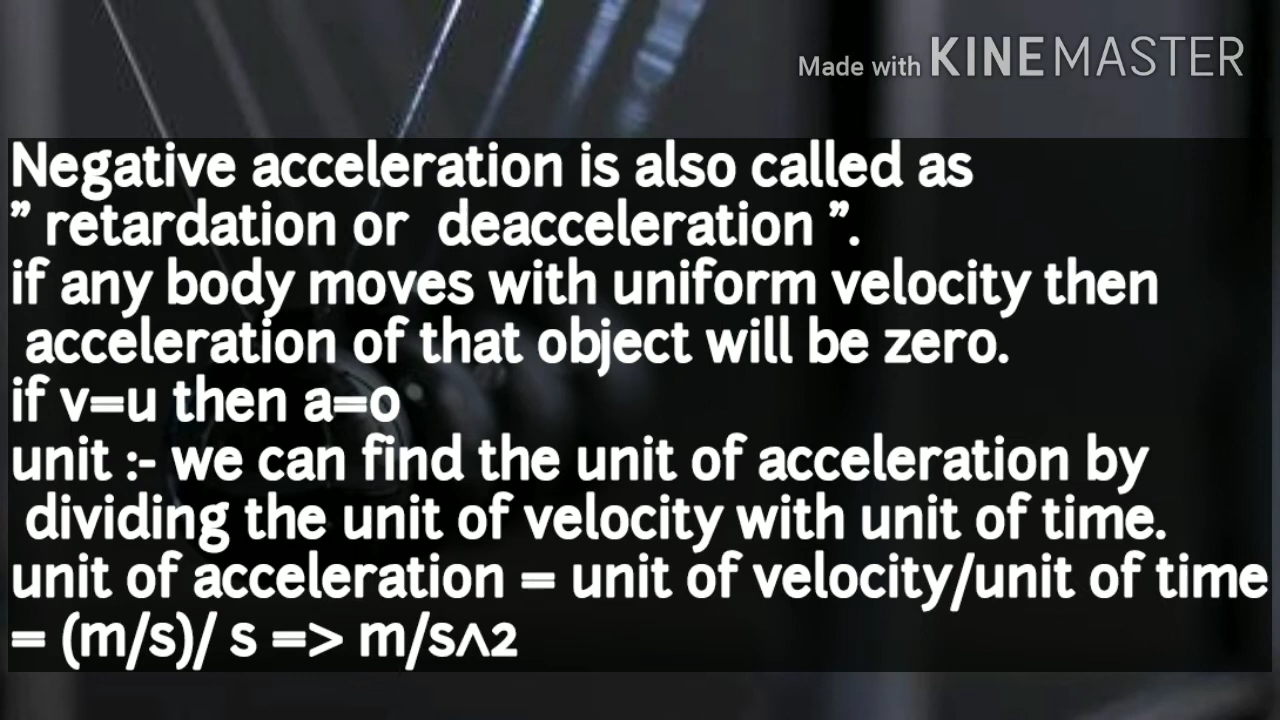 Made with KINEMASTER
Negative acceleration is also called as
” retardation or deacceleration ”.
if any body moves with uniform velocity then
acceleration of that object will be zero.
if v=u then a=0
unit :- we can find the unit of acceleration by
dividing the unit of velocity with unit of time.
unit of acceleration = unit of velocity/unit of time
= (m/s)/ s => m/s^2